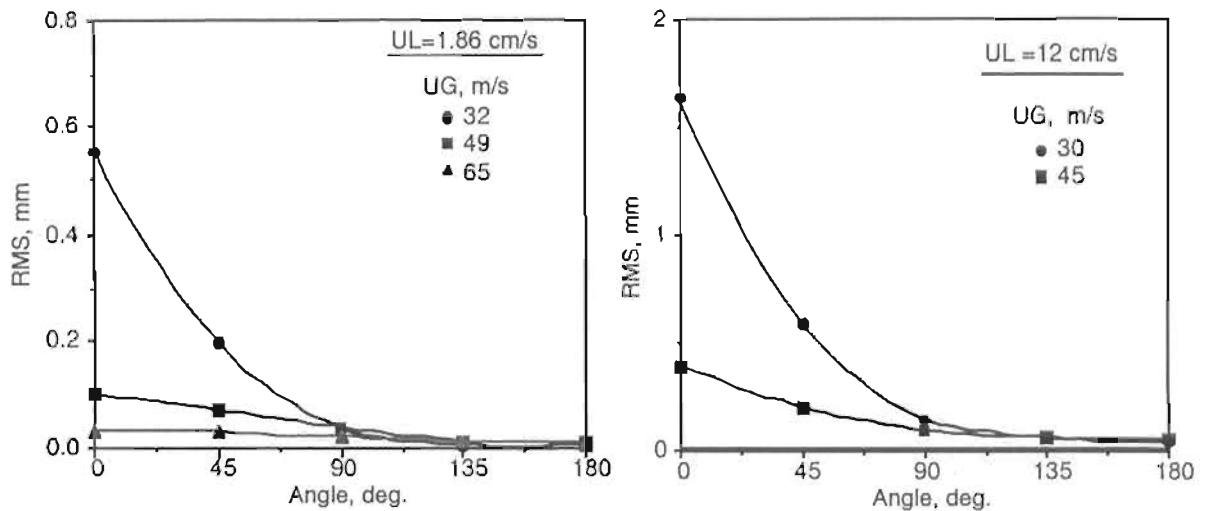 0.8
0.6
0.4
0.2
0.0
RMS, mm
UL=1.86 cm/s
UG, m/s
32
49
65
0 45 90 135 180
Angle, deg.
2
1
0
RMS, mm
UL =12 cm/s
UG, m/s
30
45
0 45 90 135 180
Angle, deg.